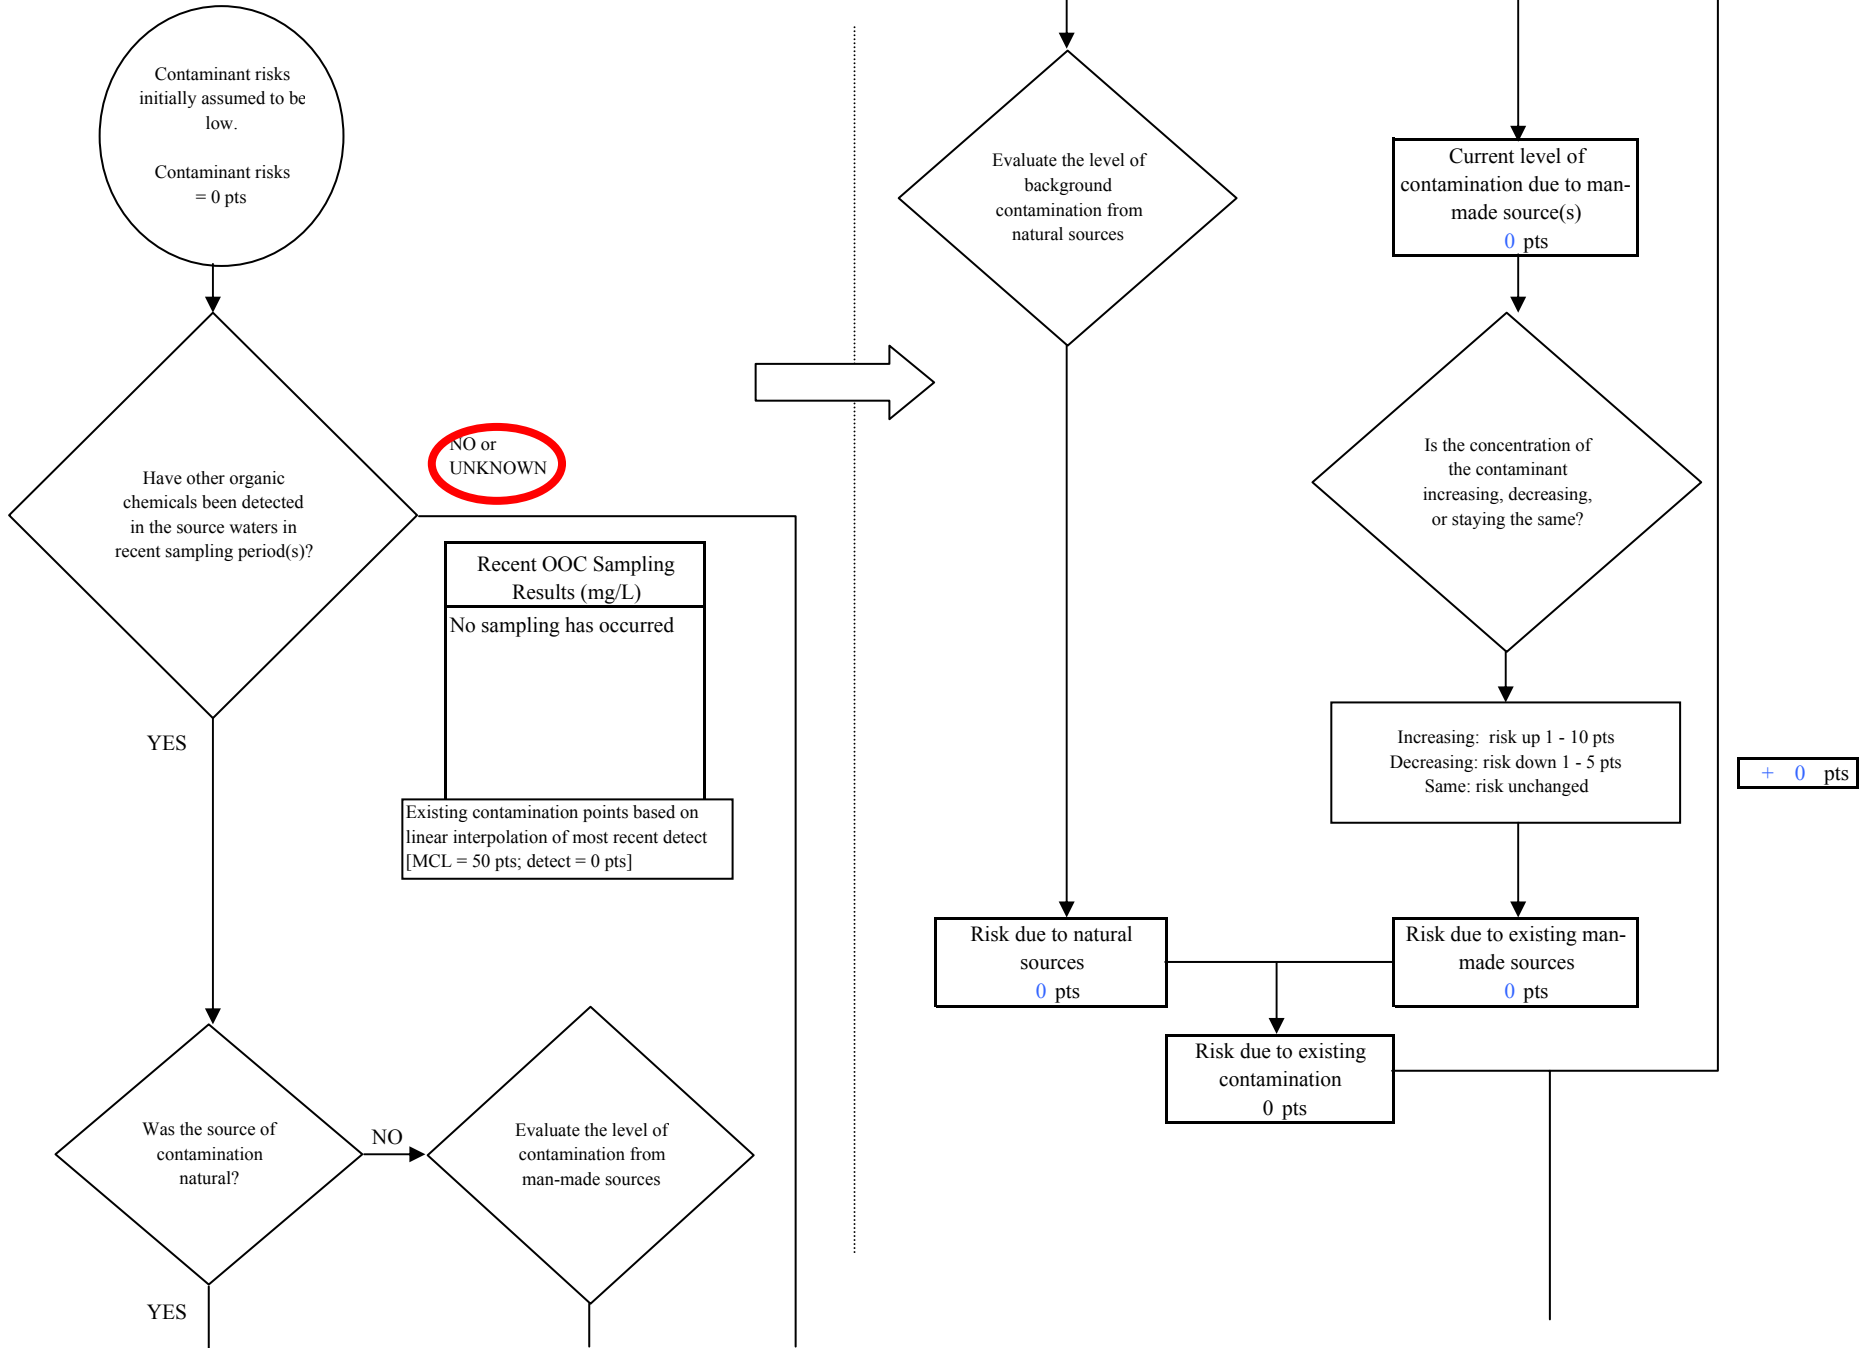 Contaminant risks
initially assumed to be
low.
Contaminant risks
= 0 pts
Have other organic
chemicals been detected
in the source waters in
recent sampling period(s)?
NO or
UNKNOWN
Recent OOC Sampling
Results (mg/L)
No sampling has occurred
Existing contamination points based on
linear interpolation of most recent detect
[MCL = 50 pts; detect = 0 pts]
YES
Was the source of
contamination
natural?
NO
Evaluate the level of
contamination from
man-made sources
YES
Evaluate the level of
background
contamination from
natural sources
Current level of
contamination due to man-
made source(s)
0 pts
Is the concentration of
the contaminant
increasing, decreasing,
or staying the same?
Increasing: risk up 1 - 10 pts
Decreasing: risk down 1 - 5 pts
Same: risk unchanged
+ 0 pts
Risk due to natural
sources
0 pts
Risk due to existing man-
made sources
0 pts
Risk due to existing
contamination
0 pts